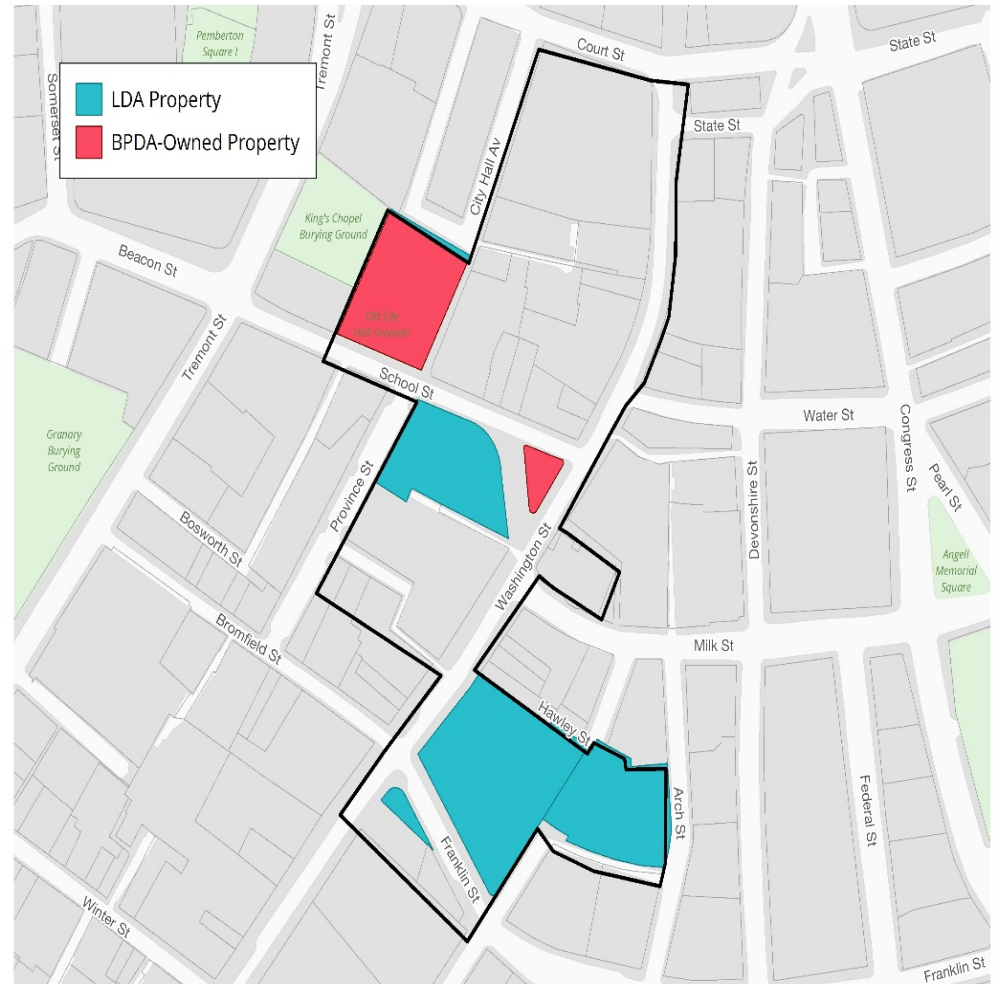 Pemberton
Square I
Tremont St
Court St
State St
LDA Property
BPDA-Owned Property
Somerset St
State St
City Hall Av
King's Chapel
Burying Ground
Beacon St
Old City
Hall Grounds
Tremont St
School St
Water St
Congress St
Granary
Burying
Ground
Province St
Pearl St
Devonshire St
Bosworth St
Washington St
Angell
Memorial
Square
Bromfield St
Milk St
Hawley St
Arch St
Federal St
Franklin St
Winter St
Franklin St